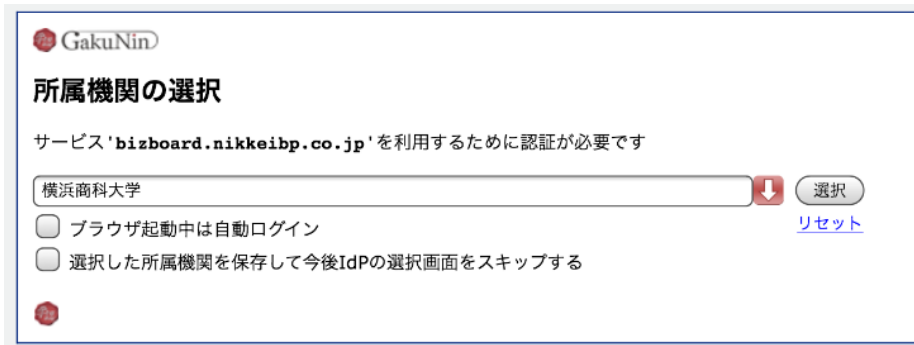 GakuNin
所属機関の選択
サービス'bizboard.nikkeibp.co.jp'を利用するために認証が必要です
横浜商科大学
選択
リセット
ブラウザ起動中は自動ログイン
選択した所属機関を保存して今後IdPの選択画面をスキップする